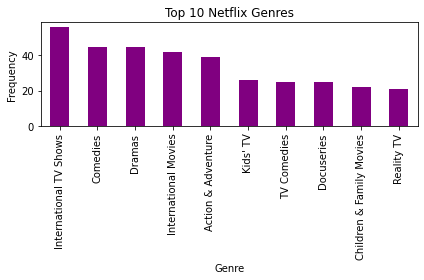 Top 10 Netflix Genres
Frequency
40
20
0
International TV Shows
Comedies
Dramas
International Movies
Action & Adventure
Kids' TV
TV Comedies
Docuseries
Children & Family Movies
Reality TV
Genre